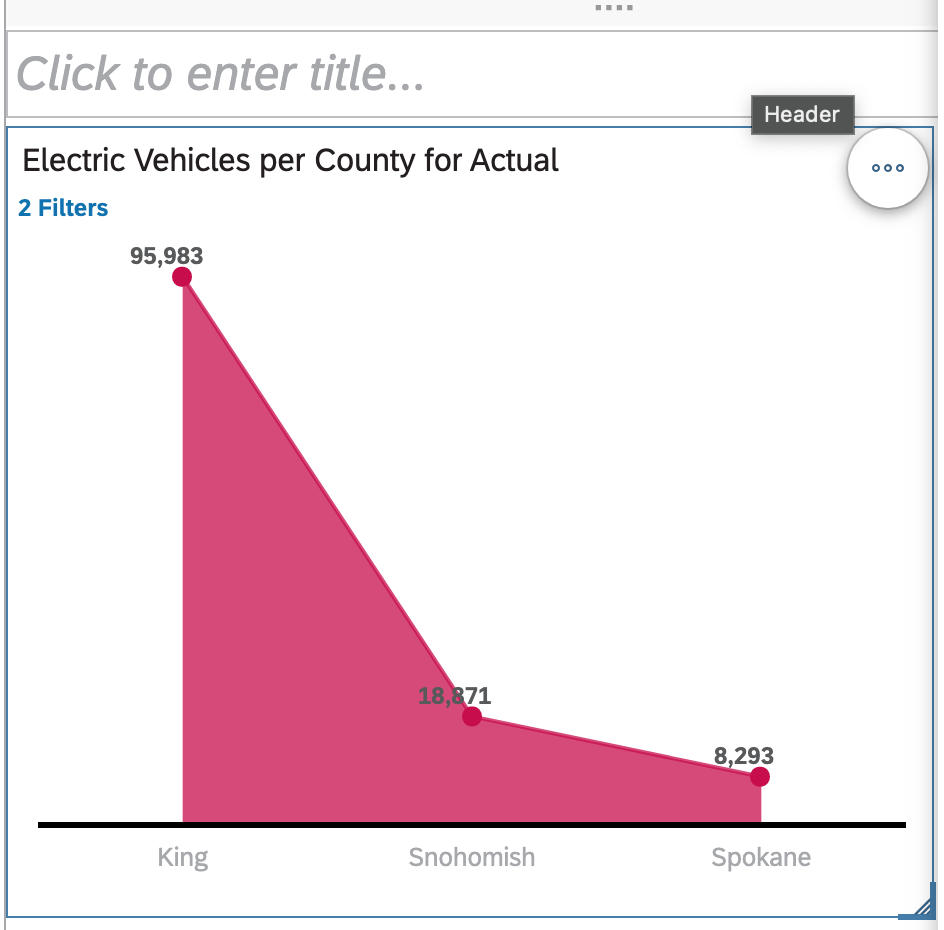 Click to enter title...
Header
Electric Vehicles per County for Actual
2 Filters
95,983
18,871
8,293
King
Snohomish
Spokane